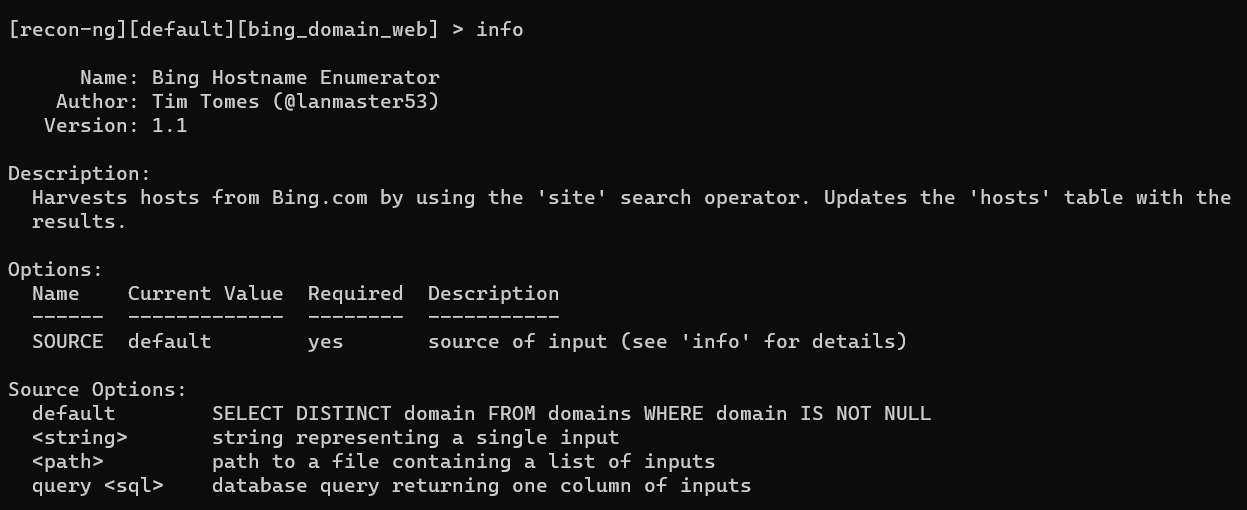 [recon-ng][default][bing_domain_web] > info
Name: Bing Hostname Enumerator
Author: Tim Tomes (@lanmaster53)
Version: 1.1
Description:
Harvests hosts from Bing.com by using the 'site' search operator. Updates the 'hosts' table with the
results.
Options:
Name    Current Value  Required  Description
------  -------------  --------  -----------
SOURCE  default        yes       source of input (see 'info' for details)
Source Options:
default        SELECT DISTINCT domain FROM domains WHERE domain IS NOT NULL
<string>       string representing a single input
<path>         path to a file containing a list of inputs
query <sql>    database query returning one column of inputs